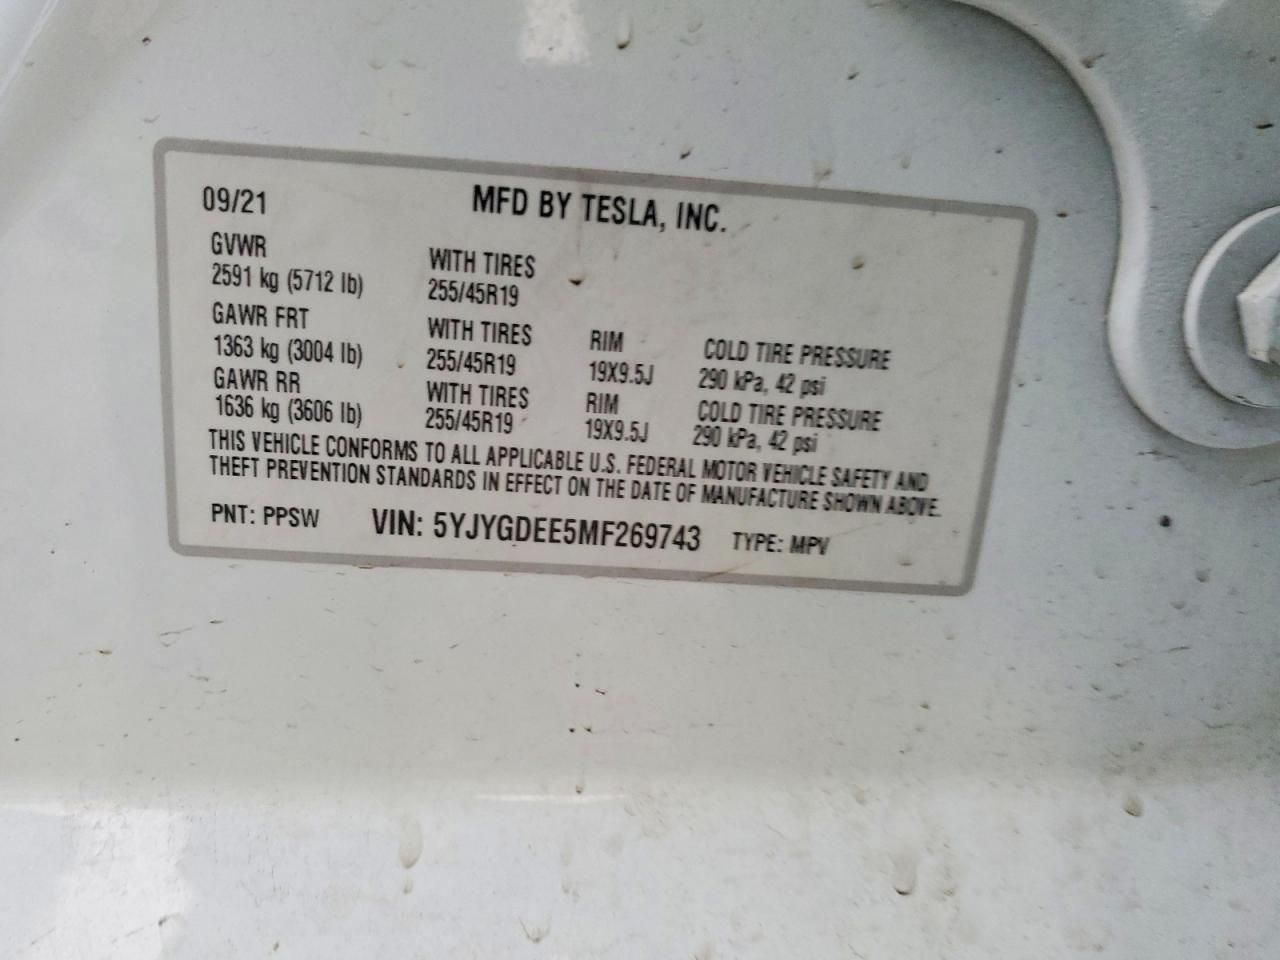 09/21 MFD BY TESLA, INC.
GVWR WITH TIRES
2591 kg (5712 lb) 255/45R19
GAWR FRT WITH TIRES RIM COLD TIRE PRESSURE
1363 kg (3004 lb) 255/45R19 19X9.5J 290 kPa, 42 psi
GAWR RR WITH TIRES RIM COLD TIRE PRESSURE
1636 kg (3606 lb) 255/45R19 19X9.5J 290 kPa, 42 psi
THIS VEHICLE CONFORMS TO ALL APPLICABLE U.S. FEDERAL MOTOR VEHICLE SAFETY AND
THEFT PREVENTION STANDARDS IN EFFECT ON THE DATE OF MANUFACTURE SHOWN ABOVE.
PNT: PPSW VIN: 5YJYGDEE5MF269743 TYPE: MPV